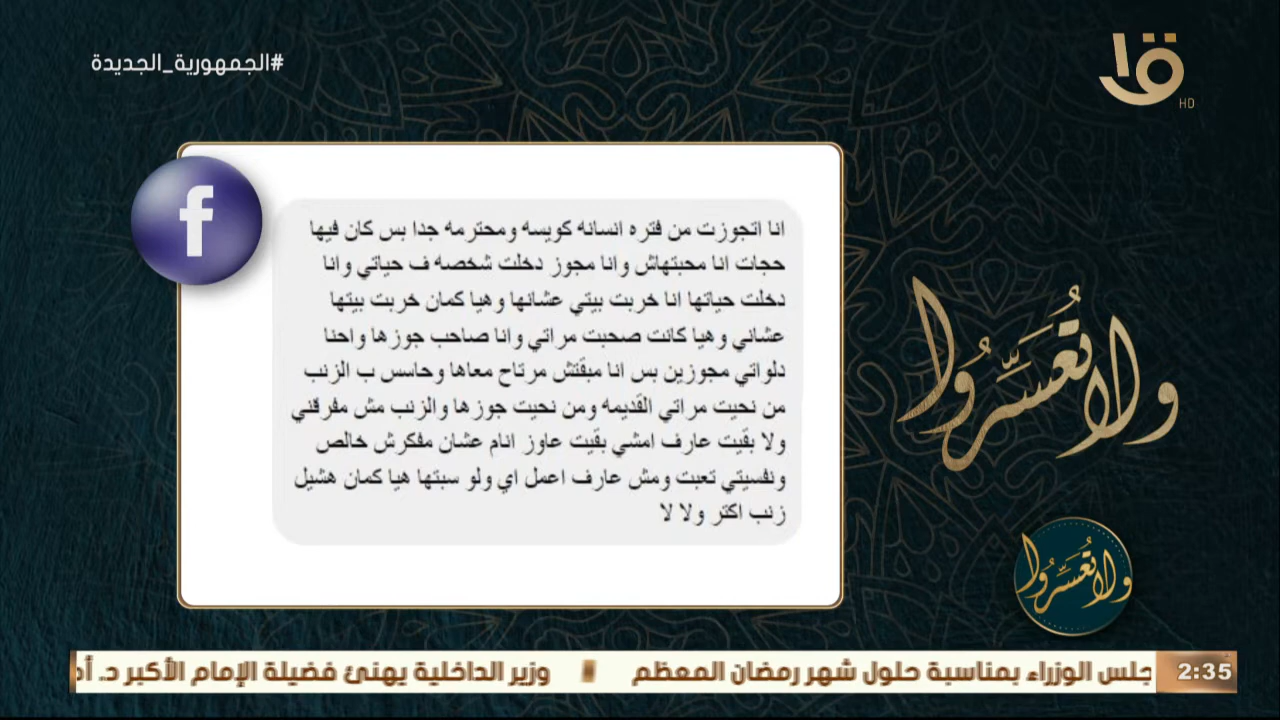 #الجمهورية_الجديدة
HD
f
انا اتجوزت من فتره انسانه كويسه ومحترمه جدا بس كان فيها
حجات انا محبتهاش وانا مجوز دخلت شخصه ف حياتي وانا
دخلت حياتها انا خربت بيتي عشانها وهيا كمان خربت بيتها
عشاني وهيا كانت صحبت مراتي وانا صاحب جوزها واحنا
دلواتي مجوزين بس انا مبقتش مرتاح معاها وحاسس ب الزنب
من نحيت مراتي القديمه ومن نحيت جوزها والزنب مش مفرقني
ولا بقيت عارف امشي بقيت عاوز انام عشان مفكرش خالص
ونفسيتي تعبت ومش عارف اعمل اي ولو سبتها هيا كمان هشيل
زنب اكتر ولا لا
ولا تُعسِّروا
ولا تُعسِّروا
2:35
جلس الوزراء بمناسبة حلول شهر رمضان المعظم
وزير الداخلية يهنئ فضيلة الإمام الأكبر د. أح